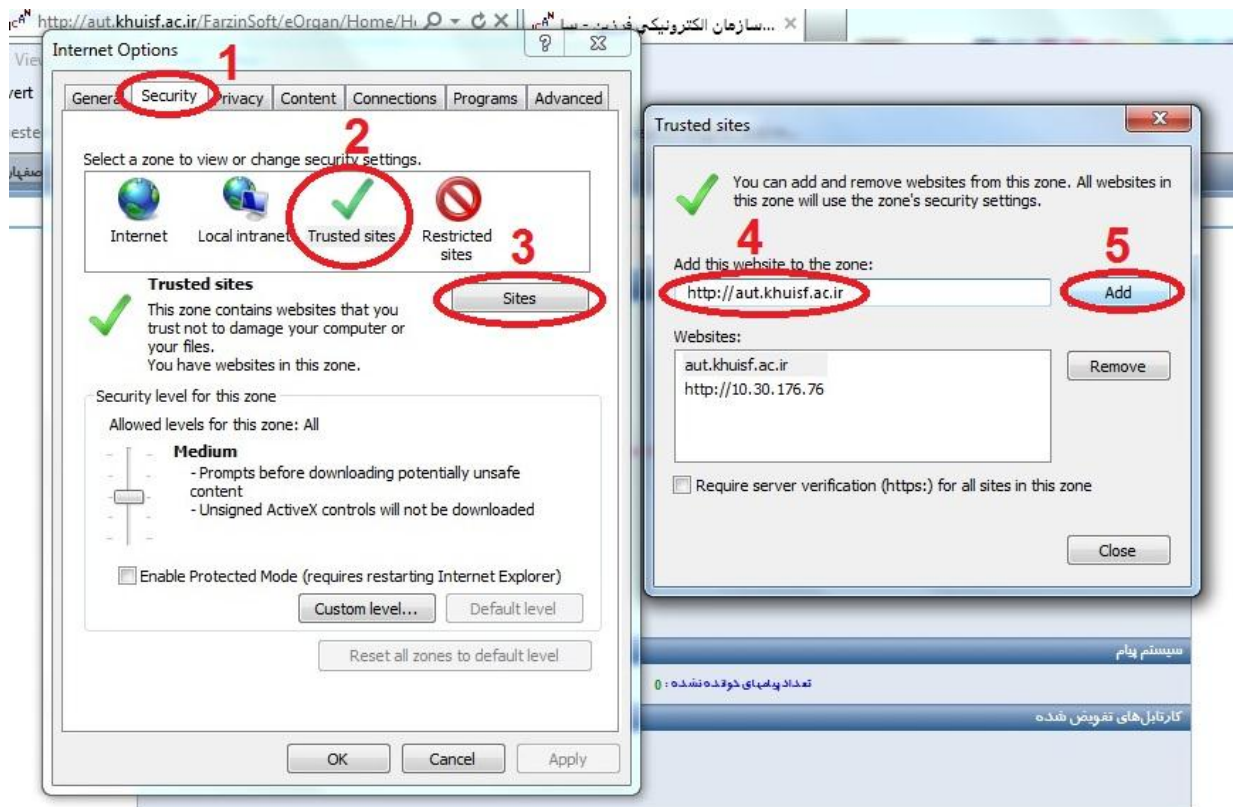 http://aut.khuisf.ac.ir/FarzinSoft/eOrgan/Home/
سازمان الکترونیکی فرزین - سا...
Internet Options
1
General
Security
Privacy
Content
Connections
Programs
Advanced
2
Select a zone to view or change security settings.
Internet
Local intranet
Trusted sites
Restricted
sites
3
Trusted sites
Sites
This zone contains websites that you
trust not to damage your computer or
your files.
You have websites in this zone.
Security level for this zone
Allowed levels for this zone: All
Medium
- Prompts before downloading potentially unsafe
content
- Unsigned ActiveX controls will not be downloaded
Enable Protected Mode (requires restarting Internet Explorer)
Custom level...
Default level
Reset all zones to default level
OK
Cancel
Apply
Trusted sites
You can add and remove websites from this zone. All websites in
this zone will use the zone's security settings.
4
5
Add this website to the zone:
http://aut.khuisf.ac.ir
Add
Websites:
aut.khuisf.ac.ir
http://10.30.176.76
Remove
Require server verification (https:) for all sites in this zone
Close
سیستم پیام
تعداد پیامهای خوانده نشده : 0
کارتابل‌های تفویض شده